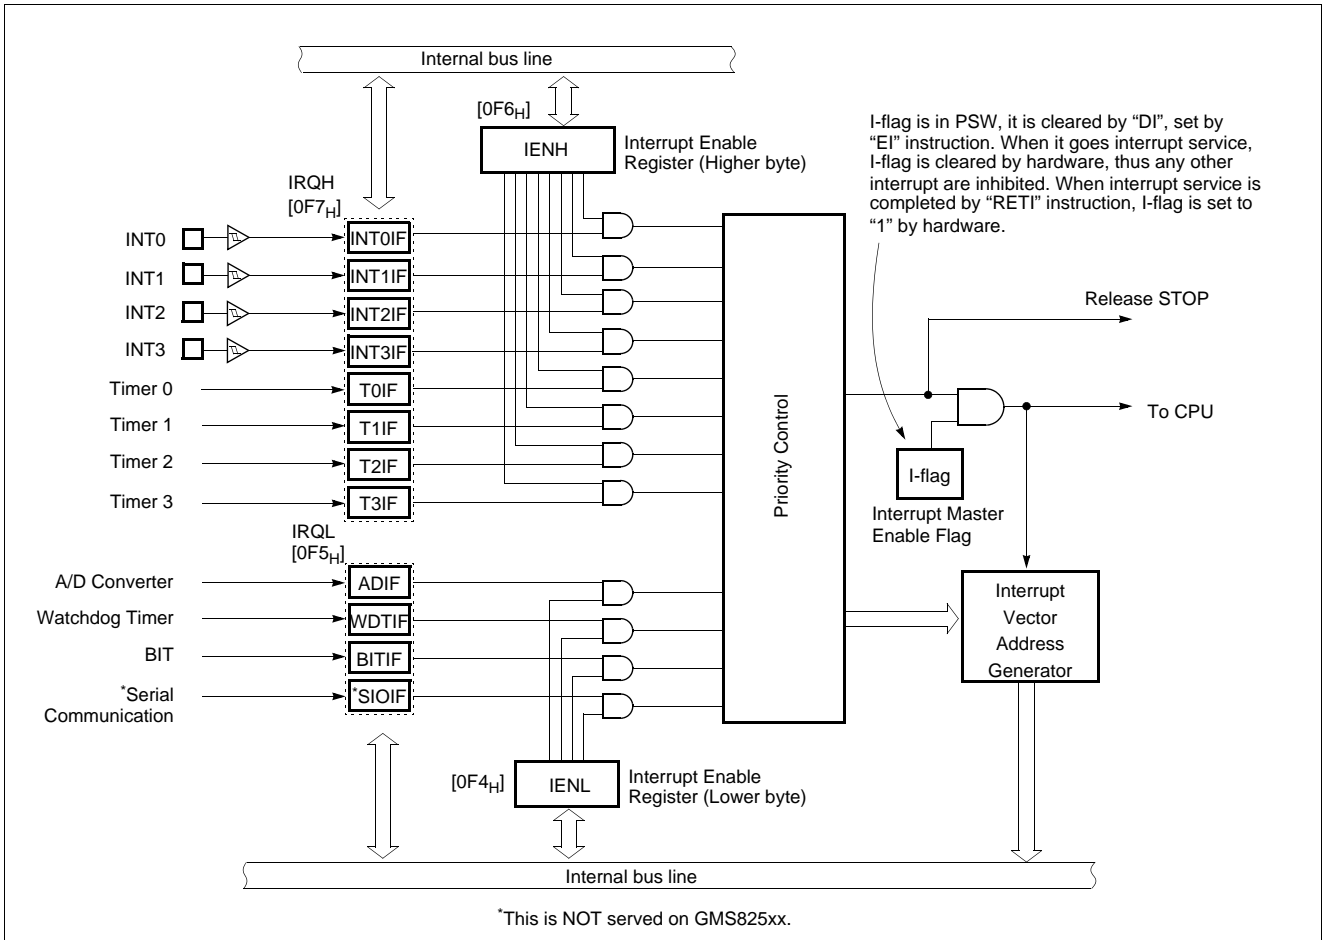 Internal bus line
[0F6H]
IENH
Interrupt Enable
Register (Higher byte)
I-flag is in PSW, it is cleared by “DI”, set by
“EI” instruction. When it goes interrupt service,
I-flag is cleared by hardware, thus any other
interrupt are inhibited. When interrupt service is
completed by “RETI” instruction, I-flag is set to
“1” by hardware.
IRQH
[0F7H]
INT0
INT0IF
INT1
INT1IF
INT2
INT2IF
INT3
INT3IF
Timer 0
T0IF
Timer 1
T1IF
Timer 2
T2IF
Timer 3
T3IF
Priority Control
Release STOP
To CPU
I-flag
Interrupt Master
Enable Flag
IRQL
[0F5H]
A/D Converter
ADIF
Watchdog Timer
WDTIF
BIT
BITIF
*Serial
Communication
*SIOIF
Interrupt
Vector
Address
Generator
[0F4H]
IENL
Interrupt Enable
Register (Lower byte)
Internal bus line
*This is NOT served on GMS825xx.